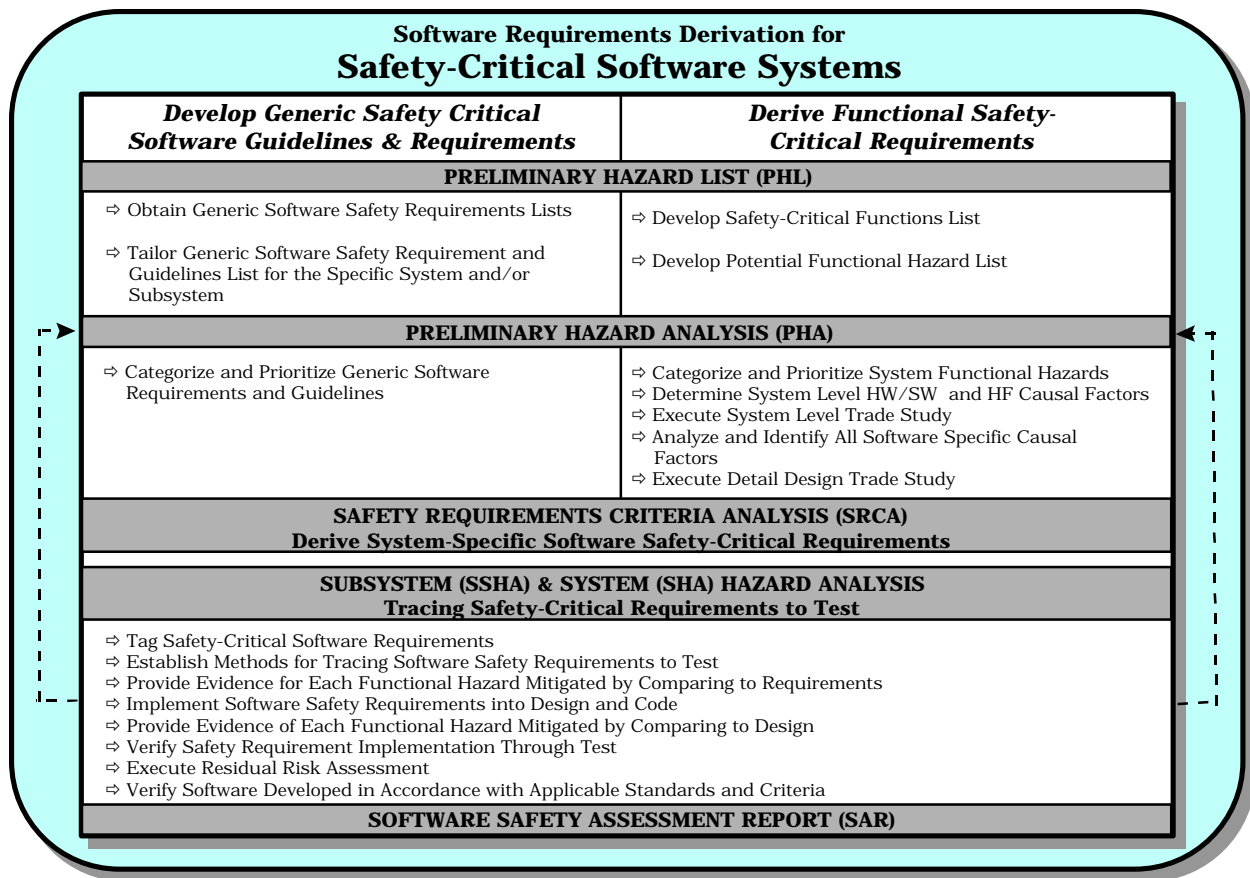 Software Requirements Derivation for
Safety-Critical Software Systems
Develop Generic Safety Critical
Software Guidelines & Requirements
Derive Functional Safety-
Critical Requirements
PRELIMINARY HAZARD LIST (PHL)
⇨ Obtain Generic Software Safety Requirements Lists
⇨ Tailor Generic Software Safety Requirement and
Guidelines List for the Specific System and/or
Subsystem
⇨ Develop Safety-Critical Functions List
⇨ Develop Potential Functional Hazard List
PRELIMINARY HAZARD ANALYSIS (PHA)
⇨ Categorize and Prioritize Generic Software
Requirements and Guidelines
⇨ Categorize and Prioritize System Functional Hazards
⇨ Determine System Level HW/SW and HF Causal Factors
⇨ Execute System Level Trade Study
⇨ Analyze and Identify All Software Specific Causal
Factors
⇨ Execute Detail Design Trade Study
SAFETY REQUIREMENTS CRITERIA ANALYSIS (SRCA)
Derive System-Specific Software Safety-Critical Requirements
SUBSYSTEM (SSHA) & SYSTEM (SHA) HAZARD ANALYSIS
Tracing Safety-Critical Requirements to Test
⇨ Tag Safety-Critical Software Requirements
⇨ Establish Methods for Tracing Software Safety Requirements to Test
⇨ Provide Evidence for Each Functional Hazard Mitigated by Comparing to Requirements
⇨ Implement Software Safety Requirements into Design and Code
⇨ Provide Evidence of Each Functional Hazard Mitigated by Comparing to Design
⇨ Verify Safety Requirement Implementation Through Test
⇨ Execute Residual Risk Assessment
⇨ Verify Software Developed in Accordance with Applicable Standards and Criteria
SOFTWARE SAFETY ASSESSMENT REPORT (SAR)